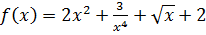 f(x) = 2x² + 3/x⁴ + √x + 2